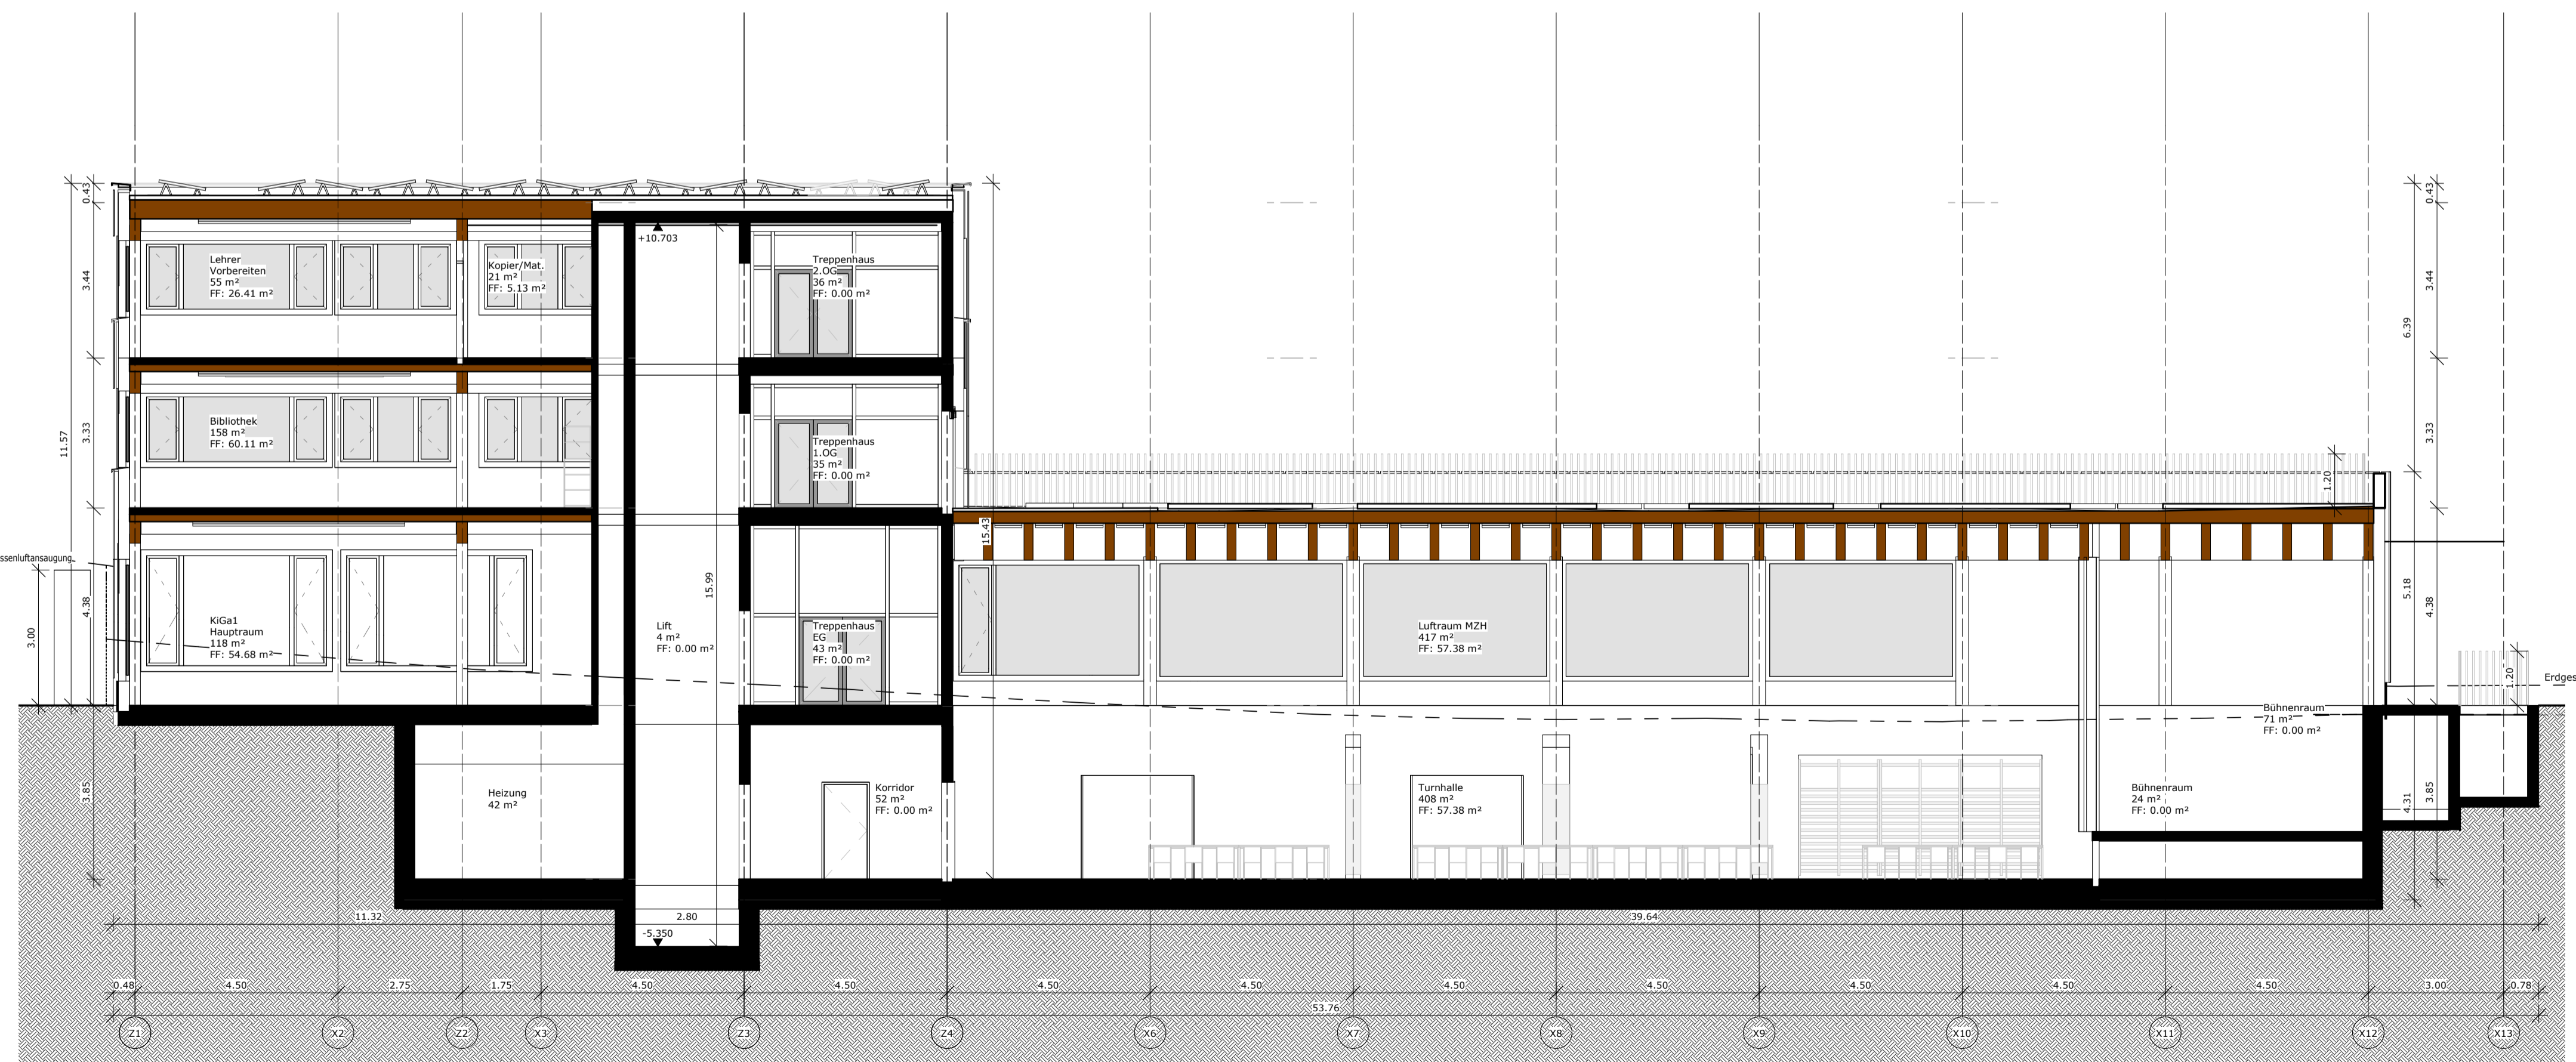 +10.703
Lehrer
Vorbereiten
55 m²
FF: 26.41 m²
Kopier/Mat.
21 m²
FF: 5.13 m²
Treppenhaus
2.OG
36 m²
FF: 0.00 m²
0.43
3.44
0.43
3.44
6.39
Bibliothek
158 m²
FF: 60.11 m²
Treppenhaus
1.OG
35 m²
FF: 0.00 m²
11.57
3.33
3.33
1.20
15.43
ssenluftansaugung
4.38
3.00
KiGa1
Hauptraum
118 m²
FF: 54.68 m²
15.99
Lift
4 m²
FF: 0.00 m²
Treppenhaus
EG
43 m²
FF: 0.00 m²
Luftraum MZH
417 m²
FF: 57.38 m²
5.18
4.38
1.20
Erdges
Bühnenraum
71 m²
FF: 0.00 m²
3.85
Heizung
42 m²
Korridor
52 m²
FF: 0.00 m²
Turnhalle
408 m²
FF: 57.38 m²
Bühnenraum
24 m²
FF: 0.00 m²
4.31
3.85
11.32
2.80
39.64
-5.350
0.48
4.50
2.75
1.75
4.50
4.50
4.50
4.50
4.50
4.50
4.50
4.50
4.50
3.00
0.78
53.76
Z1
X2
Z2
X3
Z3
Z4
X6
X7
X8
X9
X10
X11
X12
X13